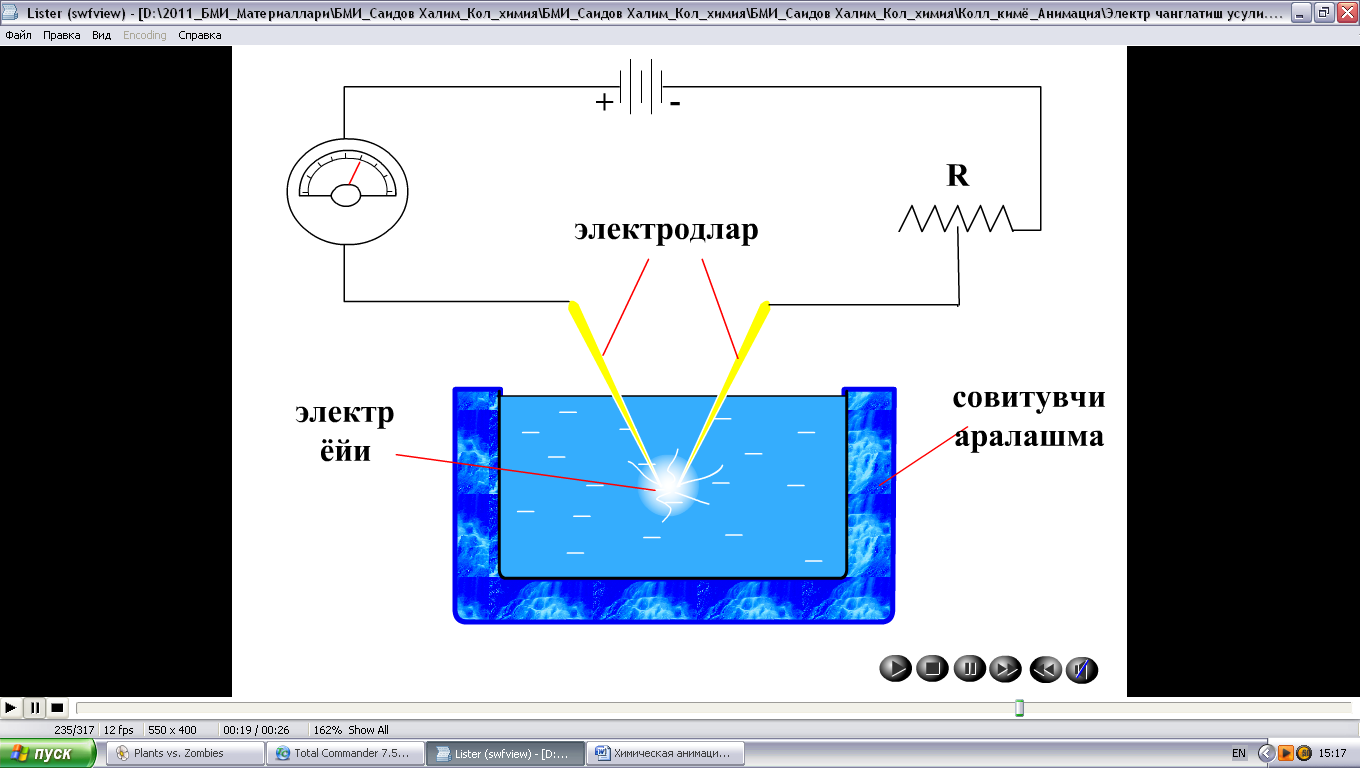 Lister (swfview) - [D:\2011_БМИ_Материаллари\БМИ_Саидов Халим_Кол_химия\БМИ_Саидов Халим_Кол_химия\БМИ_Саидов Халим_Кол_химия\Колл_кимё_Анимация\Электр чанглатиш усули....
Файл Правка Вид Encoding Справка
+ -
R
электродлар
электр
ёйи
совитувчи
аралашма
235/317 12 fps 550 x 400 00:19 / 00:26 162% Show All
пуск Plants vs. Zombies Total Commander 7.5... Lister (swfview) - [D:... Химическая анимаци... EN 15:17